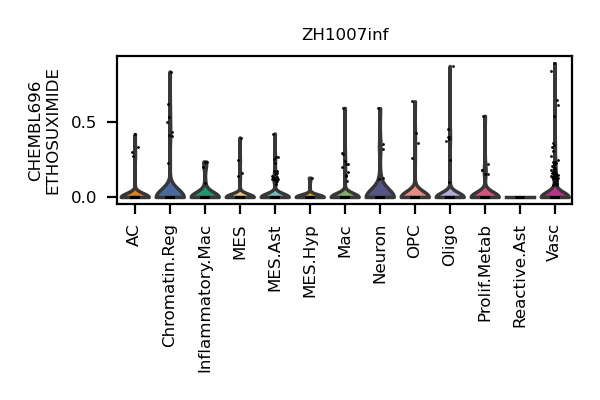 ZH1007inf
CHEMBL696
ETHOSUXIMIDE
0.5
0.0
AC
Chromatin.Reg
Inflammatory.Mac
MES
MES.Ast
MES.Hyp
Mac
Neuron
OPC
Oligo
Prolif.Metab
Reactive.Ast
Vasc